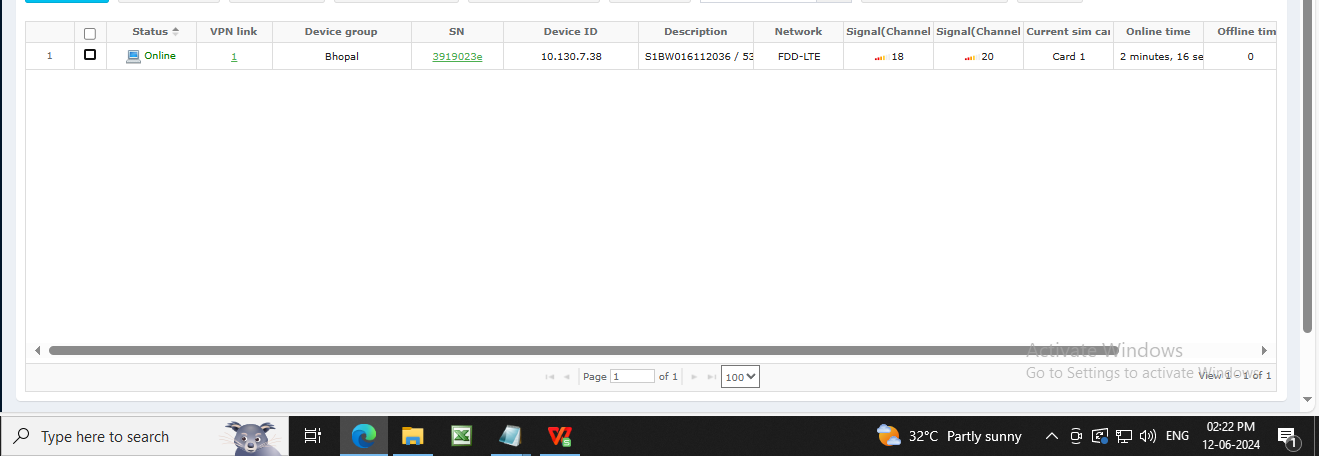 Status VPN link Device group SN Device ID Description Network Signal(Channel Signal(Channel Current sim car Online time Offline tim
1 Online 1 Bhopal 3919023e 10.130.7.38 S1BW016112036 / 53 FDD-LTE 18 20 Card 1 2 minutes, 16 se 0
Activate Windows
Go to Settings to activate Windows.
Page 1 of 1 100 View 1 - 1 of 1
Type here to search 32°C Partly sunny ENG 02:22 PM
12-06-2024 1